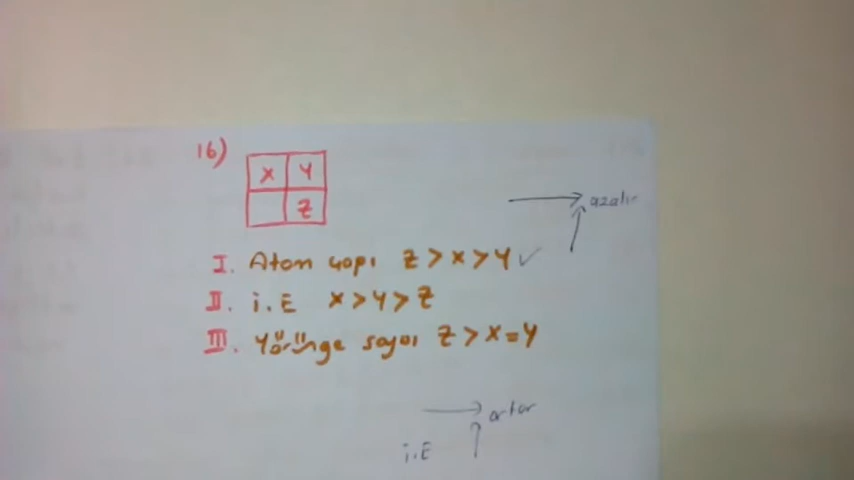 16)
X Y
Z
→ azalır
I. Atom çapı Z > X > Y ✓
II. i.E X > Y > Z
III. Yörünge sayısı Z > X = Y
→ artar
i.E ↑